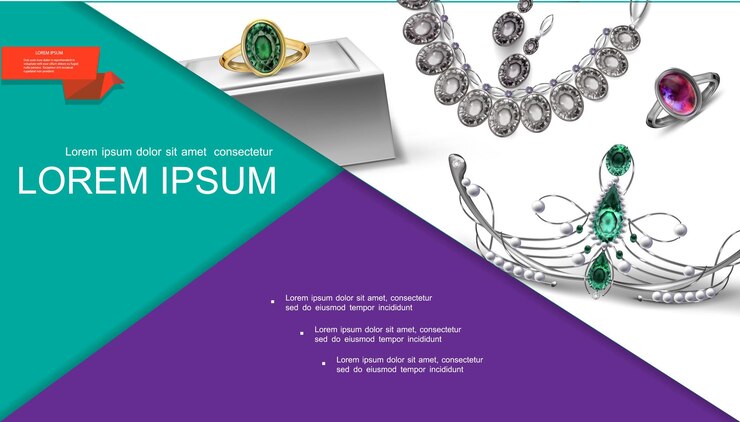 LOREM IPSUM
Lorem ipsum dolor sit amet consectetur
LOREM IPSUM
Lorem ipsum dolor sit amet, consectetur
sed do eiusmod tempor incididunt
Lorem ipsum dolor sit amet, consectetur
sed do eiusmod tempor incididunt
Lorem ipsum dolor sit amet, consectetur
sed do eiusmod tempor incididunt